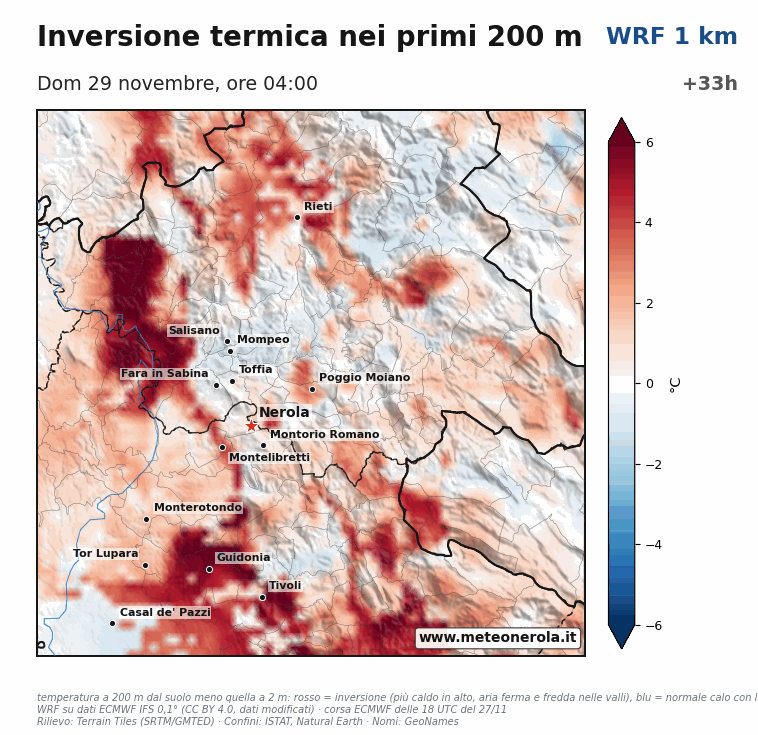 Inversione termica nei primi 200 m
WRF 1 km
Dom 29 novembre, ore 04:00
+33h
Rieti
Salisano
Mompeo
Toffia
Fara in Sabina
Poggio Moiano
Nerola
Montorio Romano
Montelibretti
Monterotondo
Tor Lupara
Guidonia
Tivoli
Casal de' Pazzi
www.meteonerola.it
6
4
2
0
−2
−4
−6
°C
temperatura a 200 m dal suolo meno quella a 2 m: rosso = inversione (più caldo in alto, aria ferma e fredda nelle valli), blu = normale calo con l
WRF su dati ECMWF IFS 0,1° (CC BY 4.0, dati modificati) · corsa ECMWF delle 18 UTC del 27/11
Rilievo: Terrain Tiles (SRTM/GMTED) · Confini: ISTAT, Natural Earth · Nomi: GeoNames